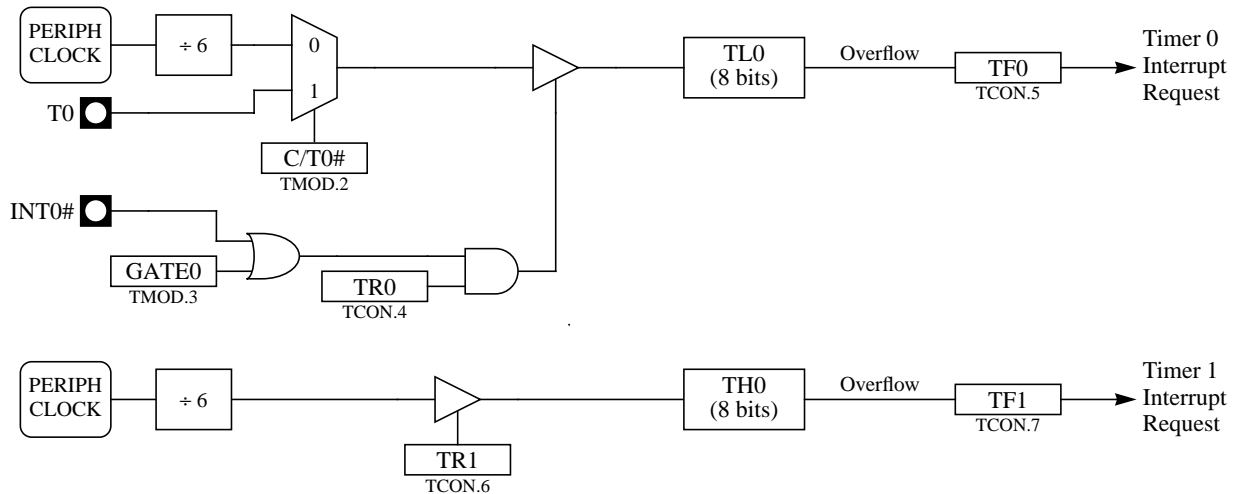 PERIPH
CLOCK
÷ 6
0
1
T0
C/T0#
TMOD.2
TL0
(8 bits)
Overflow
TF0
TCON.5
Timer 0
Interrupt
Request
INT0#
GATE0
TMOD.3
TR0
TCON.4
PERIPH
CLOCK
÷ 6
TR1
TCON.6
TH0
(8 bits)
Overflow
TF1
TCON.7
Timer 1
Interrupt
Request